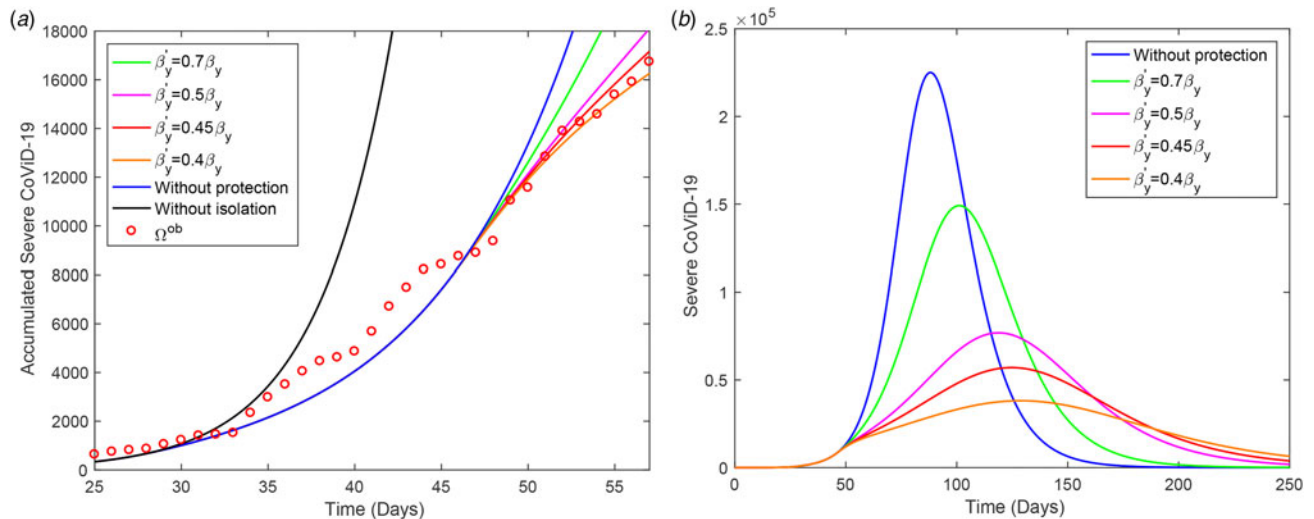 (a)
18000
16000
14000
12000
10000
8000
6000
4000
2000
0
Accumulated Severe CoViD-19
β'y=0.7βy
β'y=0.5βy
β'y=0.45βy
β'y=0.4βy
Without protection
Without isolation
Ω^ob
25 30 35 40 45 50 55
Time (Days)
(b)
×10^5
2.5
2
1.5
1
0.5
0
Severe CoViD-19
Without protection
β'y=0.7βy
β'y=0.5βy
β'y=0.45βy
β'y=0.4βy
0 50 100 150 200 250
Time (Days)